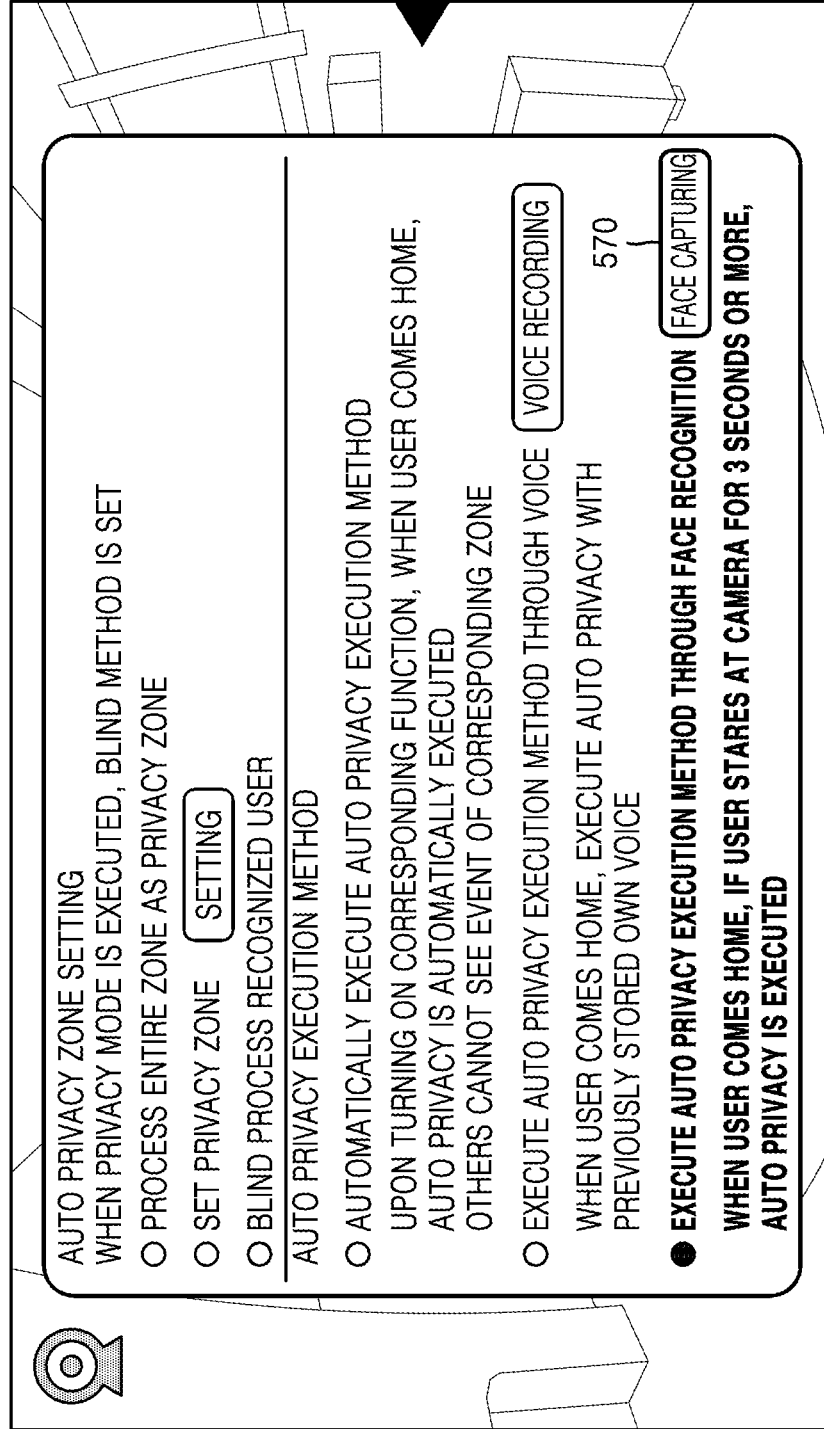 AUTO PRIVACY ZONE SETTING
WHEN PRIVACY MODE IS EXECUTED, BLIND METHOD IS SET
PROCESS ENTIRE ZONE AS PRIVACY ZONE
SET PRIVACY ZONE SETTING
BLIND PROCESS RECOGNIZED USER
AUTO PRIVACY EXECUTION METHOD
AUTOMATICALLY EXECUTE AUTO PRIVACY EXECUTION METHOD
UPON TURNING ON CORRESPONDING FUNCTION, WHEN USER COMES HOME,
AUTO PRIVACY IS AUTOMATICALLY EXECUTED
OTHERS CANNOT SEE EVENT OF CORRESPONDING ZONE
EXECUTE AUTO PRIVACY EXECUTION METHOD THROUGH VOICE VOICE RECORDING
WHEN USER COMES HOME, EXECUTE AUTO PRIVACY WITH
PREVIOUSLY STORED OWN VOICE
570
EXECUTE AUTO PRIVACY EXECUTION METHOD THROUGH FACE RECOGNITION FACE CAPTURING
WHEN USER COMES HOME, IF USER STARES AT CAMERA FOR 3 SECONDS OR MORE,
AUTO PRIVACY IS EXECUTED